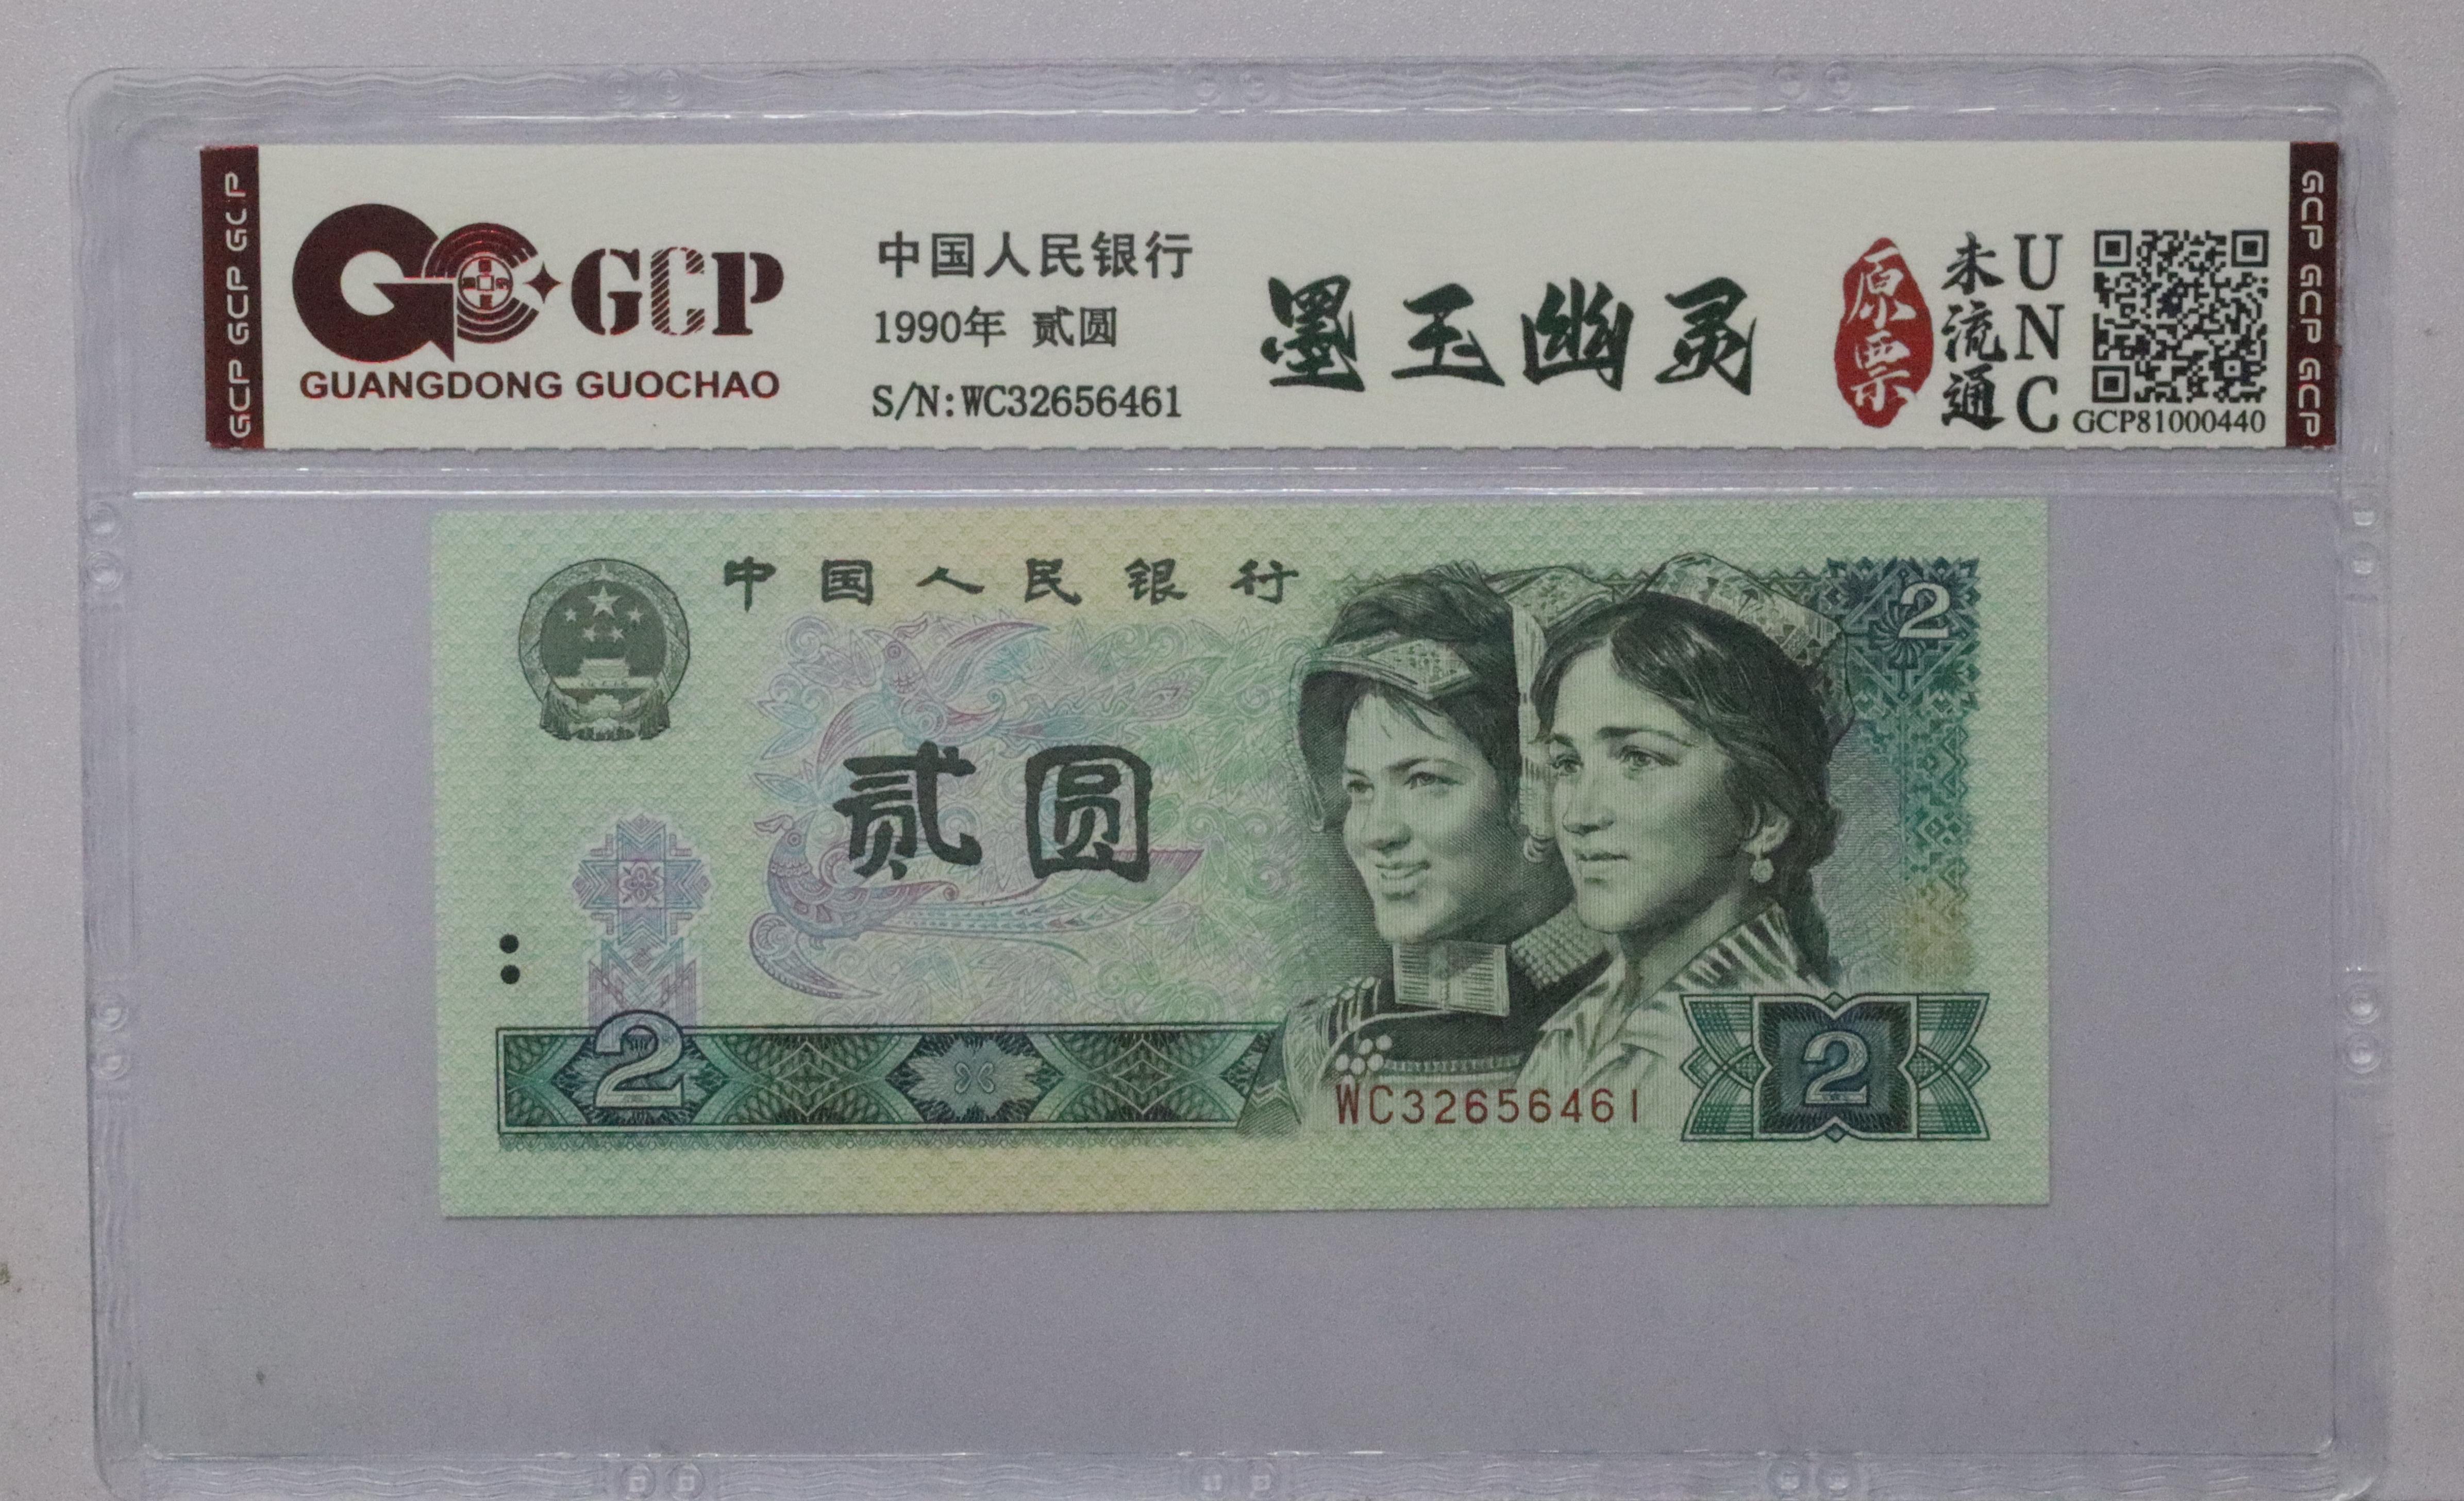 GCP GCP GCP GCP
GCP
GUANGDONG GUOCHAO
中国人民银行
1990年 贰圆
S/N:WC32656461
墨玉幽灵
原票
未流通
UNC
GCP81000440
GCP GCP GCP
中国人民银行
2
贰圆
2
WC32656461
2